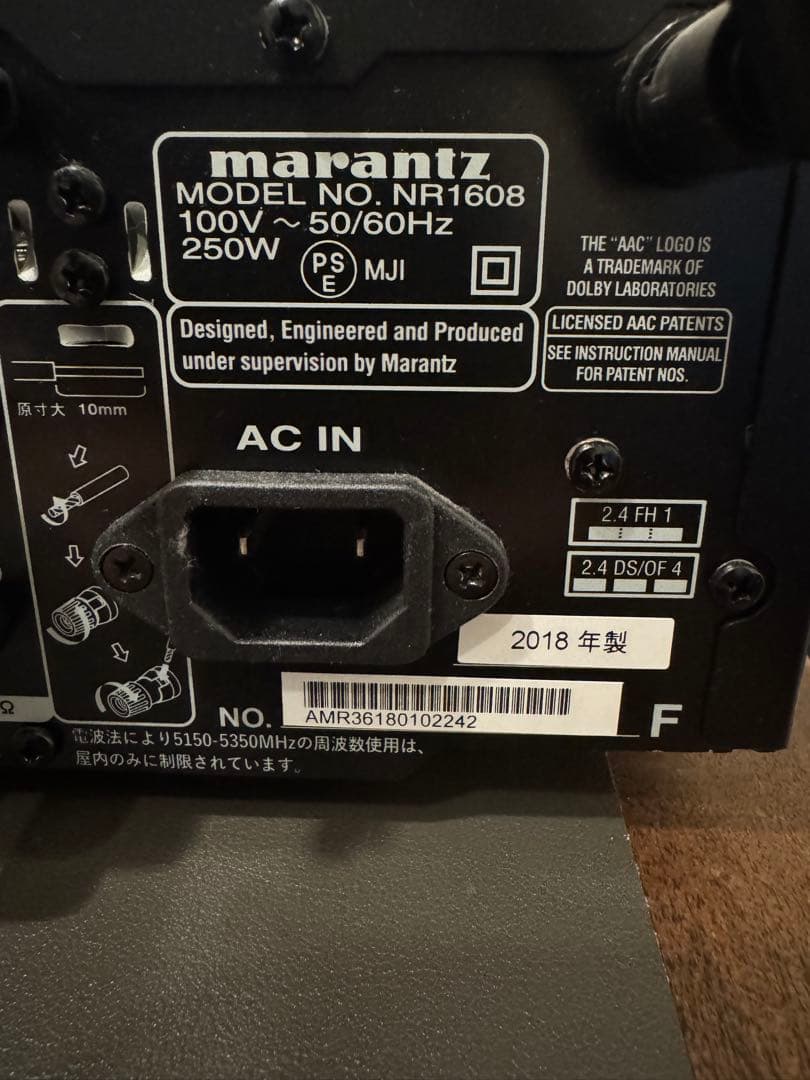 marantz
MODEL NO. NR1608
100V ~ 50/60Hz
250W
PS
E
MJI
THE "AAC" LOGO IS
A TRADEMARK OF
DOLBY LABORATORIES
Designed, Engineered and Produced
under supervision by Marantz
LICENSED AAC PATENTS
SEE INSTRUCTION MANUAL
FOR PATENT NOS.
原寸大 10mm
AC IN
2.4 FH 1
2.4 DS/OF 4
2018 年製
NO.
AMR36180102242
F
Ω
電波法により5150-5350MHzの周波数使用は、
屋内のみに制限されています。